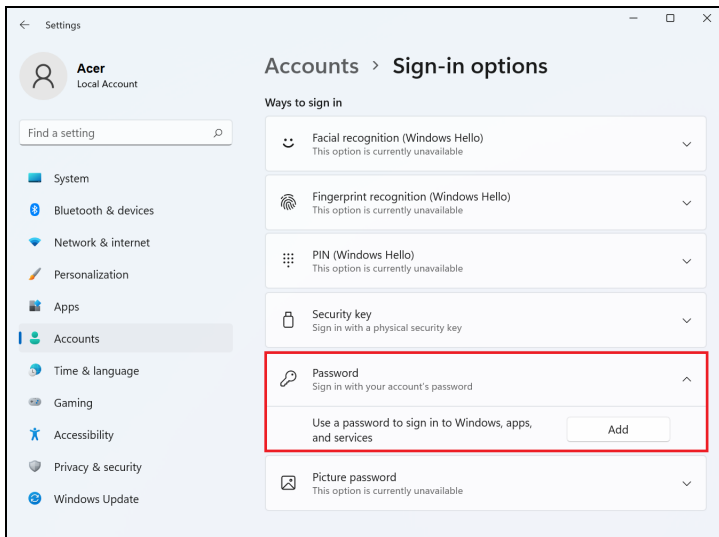 Settings
Acer
Local Account
Find a setting
System
Bluetooth & devices
Network & internet
Personalization
Apps
Accounts
Time & language
Gaming
Accessibility
Privacy & security
Windows Update
Accounts > Sign-in options
Ways to sign in
Facial recognition (Windows Hello)
This option is currently unavailable
Fingerprint recognition (Windows Hello)
This option is currently unavailable
PIN (Windows Hello)
This option is currently unavailable
Security key
Sign in with a physical security key
Password
Sign in with your account's password
Use a password to sign in to Windows, apps,
and services
Add
Picture password
This option is currently unavailable